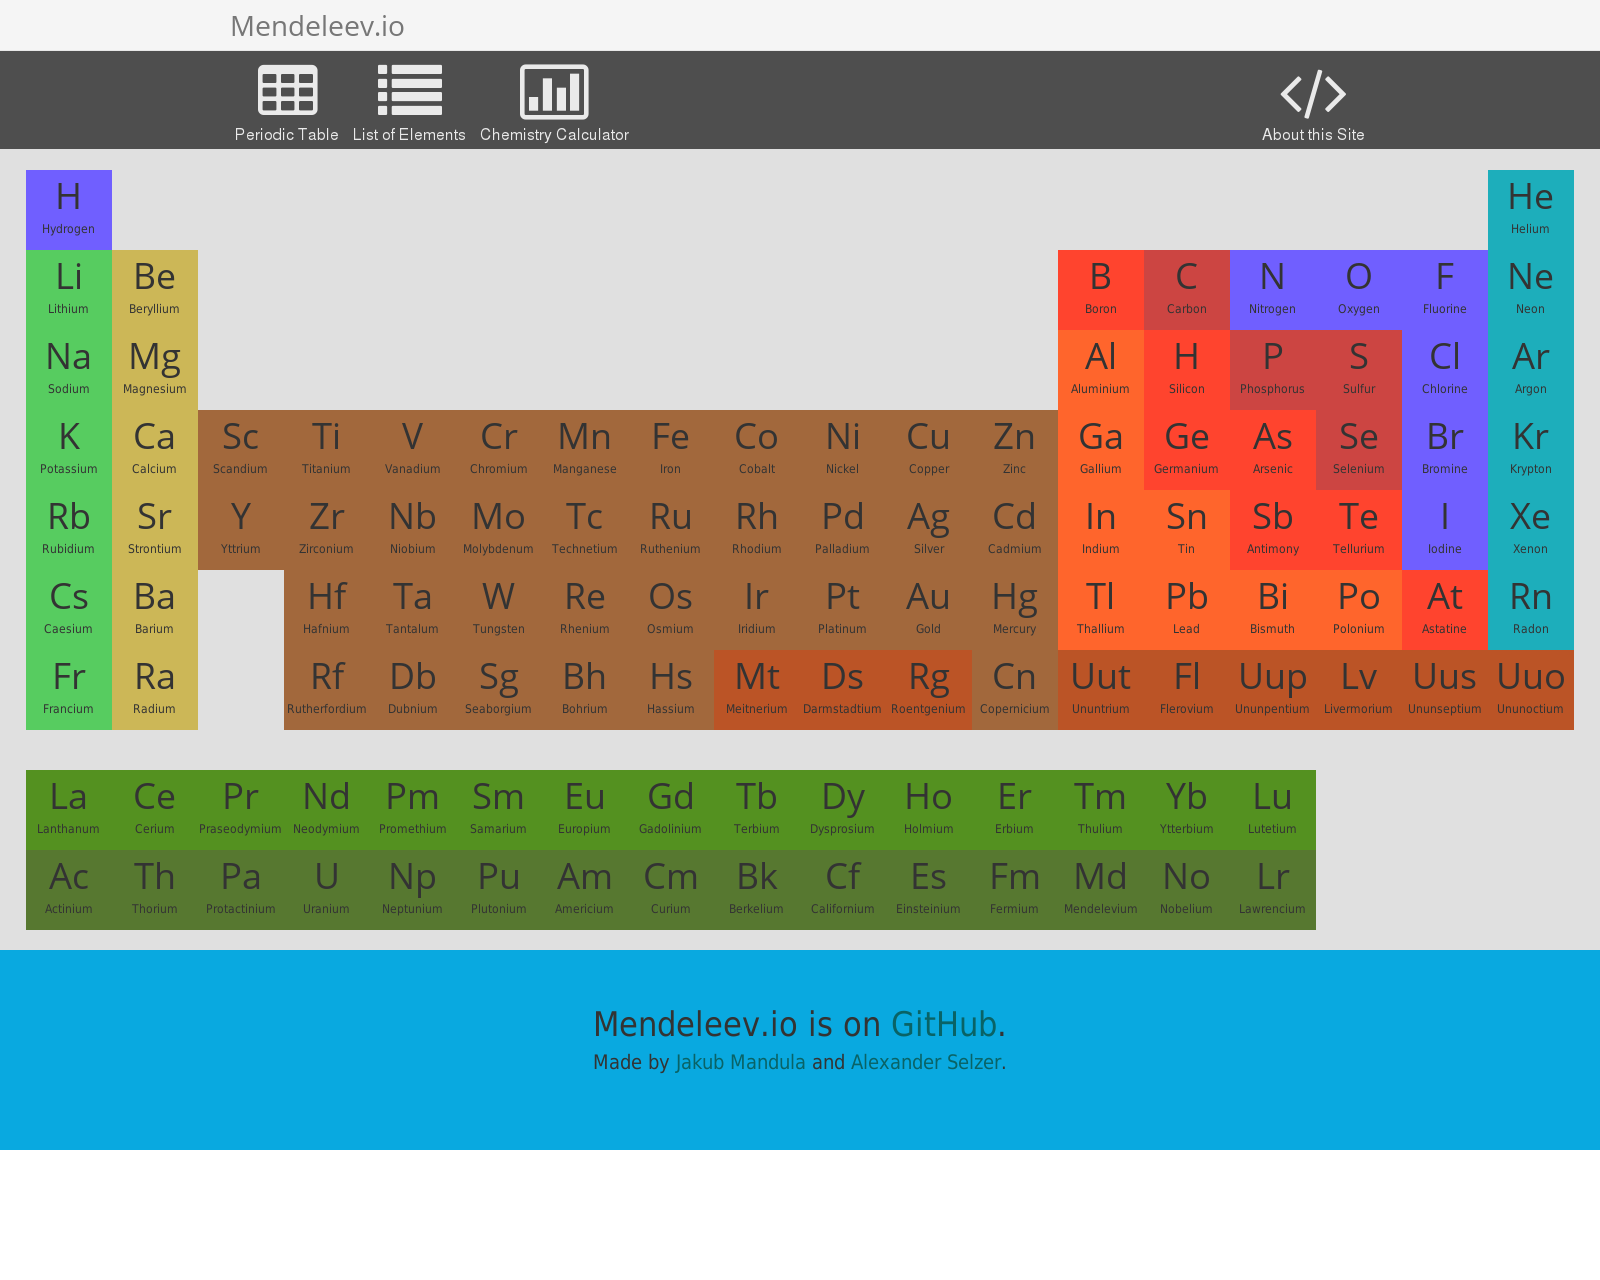 Mendeleev.io
Periodic Table List of Elements Chemistry Calculator About this Site
H He
Hydrogen Helium
Li Be B C N O F Ne
Lithium Beryllium Boron Carbon Nitrogen Oxygen Fluorine Neon
Na Mg Al H P S Cl Ar
Sodium Magnesium Aluminium Silicon Phosphorus Sulfur Chlorine Argon
K Ca Sc Ti V Cr Mn Fe Co Ni Cu Zn Ga Ge As Se Br Kr
Potassium Calcium Scandium Titanium Vanadium Chromium Manganese Iron Cobalt Nickel Copper Zinc Gallium Germanium Arsenic Selenium Bromine Krypton
Rb Sr Y Zr Nb Mo Tc Ru Rh Pd Ag Cd In Sn Sb Te I Xe
Rubidium Strontium Yttrium Zirconium Niobium Molybdenum Technetium Ruthenium Rhodium Palladium Silver Cadmium Indium Tin Antimony Tellurium Iodine Xenon
Cs Ba Hf Ta W Re Os Ir Pt Au Hg Tl Pb Bi Po At Rn
Caesium Barium Hafnium Tantalum Tungsten Rhenium Osmium Iridium Platinum Gold Mercury Thallium Lead Bismuth Polonium Astatine Radon
Fr Ra Rf Db Sg Bh Hs Mt Ds Rg Cn Uut Fl Uup Lv Uus Uuo
Francium Radium Rutherfordium Dubnium Seaborgium Bohrium Hassium Meitnerium Darmstadtium Roentgenium Copernicium Ununtrium Flerovium Ununpentium Livermorium Ununseptium Ununoctium
La Ce Pr Nd Pm Sm Eu Gd Tb Dy Ho Er Tm Yb Lu
Lanthanum Cerium Praseodymium Neodymium Promethium Samarium Europium Gadolinium Terbium Dysprosium Holmium Erbium Thulium Ytterbium Lutetium
Ac Th Pa U Np Pu Am Cm Bk Cf Es Fm Md No Lr
Actinium Thorium Protactinium Uranium Neptunium Plutonium Americium Curium Berkelium Californium Einsteinium Fermium Mendelevium Nobelium Lawrencium
Mendeleev.io is on GitHub.
Made by Jakub Mandula and Alexander Selzer.